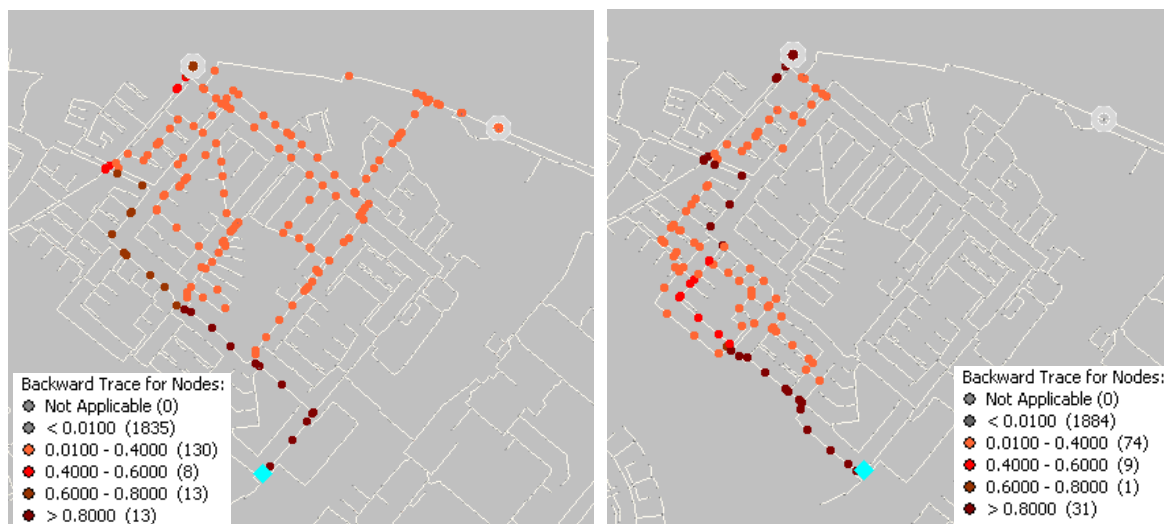 Backward Trace for Nodes:
Not Applicable (0)
< 0.0100 (1835)
0.0100 - 0.4000 (130)
0.4000 - 0.6000 (8)
0.6000 - 0.8000 (13)
> 0.8000 (13)
Backward Trace for Nodes:
Not Applicable (0)
< 0.0100 (1884)
0.0100 - 0.4000 (74)
0.4000 - 0.6000 (9)
0.6000 - 0.8000 (1)
> 0.8000 (31)